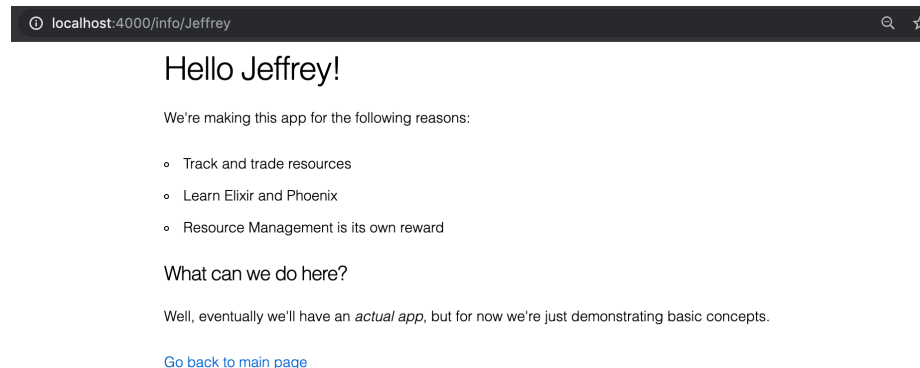 localhost:4000/info/Jeffrey
Hello Jeffrey!
We're making this app for the following reasons:
Track and trade resources
Learn Elixir and Phoenix
Resource Management is its own reward
What can we do here?
Well, eventually we'll have an actual app, but for now we're just demonstrating basic concepts.
Go back to main page